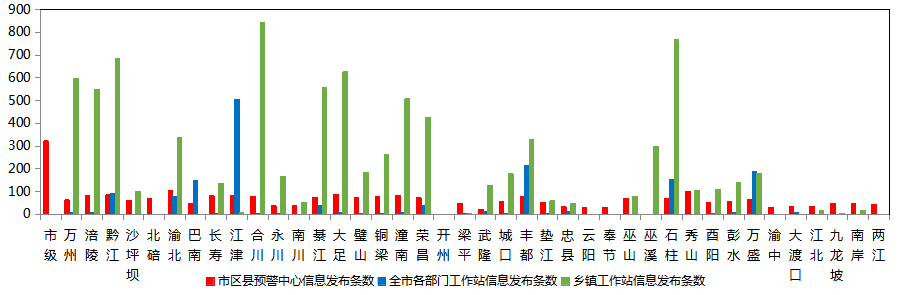 900
800
700
600
500
400
300
200
100
0
市级
万州
涪陵
黔江
沙坪坝
北碚
渝北
巴南
长寿
江津
合川
永川
南川
綦江
大足
璧山
铜梁
潼南
荣昌
开州
梁平
武隆
城口
丰都
垫江
忠县
云阳
奉节
巫山
巫溪
石柱
秀山
酉阳
彭水
万盛
渝中
大渡口
江北
九龙坡
南岸
两江
市区县预警中心信息发布条数 全市各部门工作站信息发布条数 乡镇工作站信息发布条数